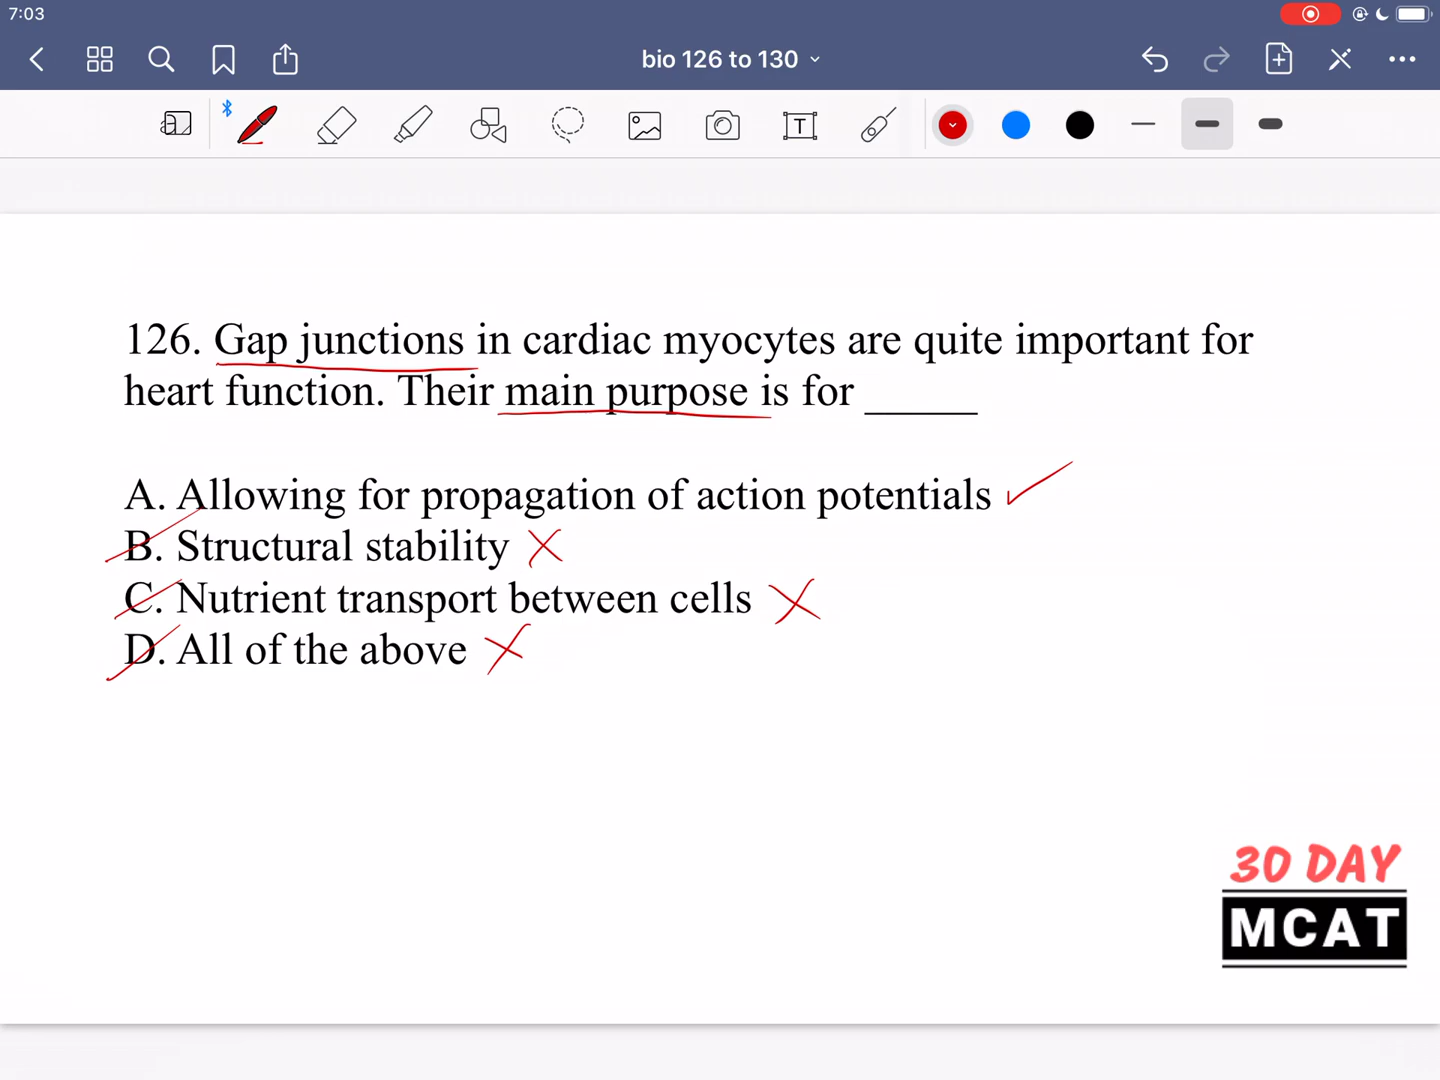 7:03
bio 126 to 130
126. Gap junctions in cardiac myocytes are quite important for
heart function. Their main purpose is for ______
A. Allowing for propagation of action potentials
B. Structural stability
C. Nutrient transport between cells
D. All of the above
30 DAY
MCAT